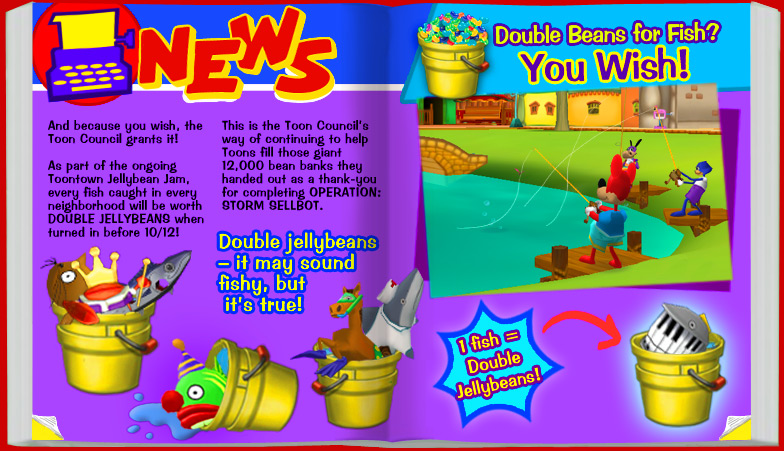 NEWS
Double Beans for Fish?
You Wish!
And because you wish, the
Toon Council grants it!
As part of the ongoing
Toontown Jellybean Jam,
every fish caught in every
neighborhood will be worth
DOUBLE JELLYBEANS when
turned in before 10/12!
This is the Toon Council's
way of continuing to help
Toons fill those giant
12,000 bean banks they
handed out as a thank-you
for completing OPERATION:
STORM SELLBOT.
Double jellybeans
– it may sound
fishy, but
it's true!
1 fish =
Double
Jellybeans!